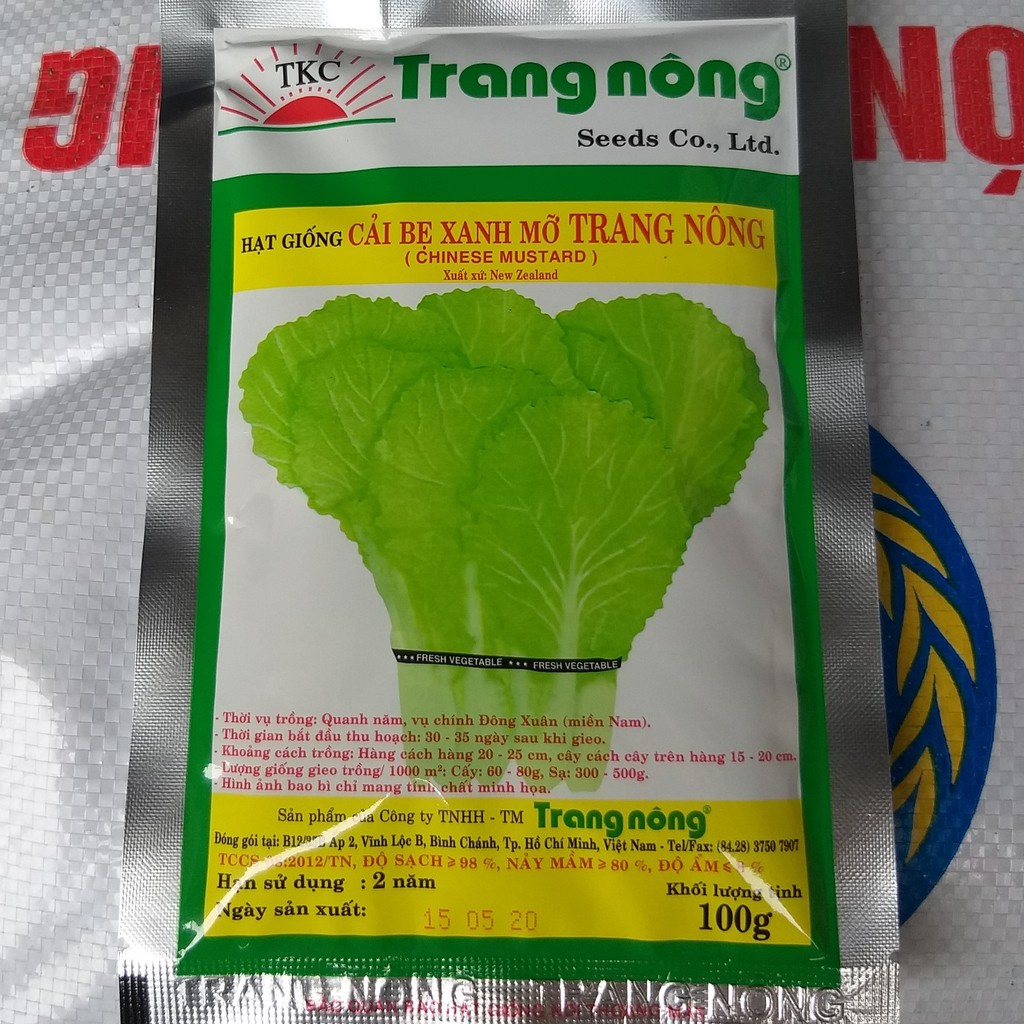 TKC Trang nông®
Seeds Co., Ltd.
HẠT GIỐNG CẢI BẸ XANH MỠ TRANG NÔNG
( CHINESE MUSTARD )
Xuất xứ: New Zealand
★★★ FRESH VEGETABLE ★★★ FRESH VEGETABLE
- Thời vụ trồng: Quanh năm, vụ chính Đông Xuân (miền Nam).
- Thời gian bắt đầu thu hoạch: 30 - 35 ngày sau khi gieo.
- Khoảng cách trồng: Hàng cách hàng 20 - 25 cm, cây cách cây trên hàng 15 - 20 cm.
- Lượng giống gieo trồng/ 1000 m²: Cấy: 60 - 80g, Sạ: 300 - 500g.
- Hình ảnh bao bì chỉ mang tính chất minh họa.
Sản phẩm của Công ty TNHH - TM Trang nông®
Đóng gói tại: Ấp 2, Vĩnh Lộc B, Bình Chánh, Tp. Hồ Chí Minh, Việt Nam - Tel/Fax: (84.28) 3750 7907
:2012/TN, ĐỘ SẠCH ≥ 98 %, NẢY MẦM ≥ 80 %, ĐỘ ẨM ≤ %
Hạn sử dụng : 2 năm
Khối lượng tịnh
Ngày sản xuất: 15 05 20
100g
TRANG NONG TRANG NONG